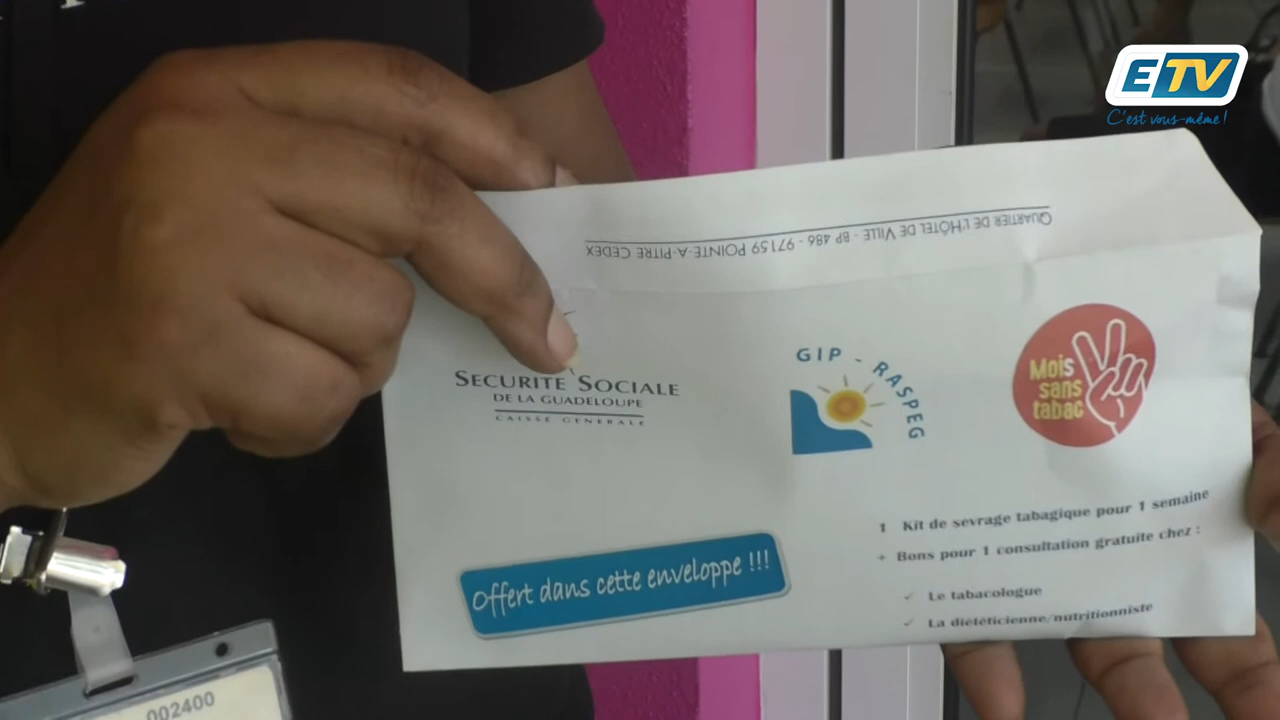 ETV
C'est vous-même !
QUARTIER DE L'HÔTEL DE VILLE - BP 486 - 97159 POINTE-A-PITRE CEDEX
SECURITE SOCIALE
DE LA GUADELOUPE
CAISSE GENERALE
GIP - RASPEG
Mois
sans
tabac
Offert dans cette enveloppe !!!
1 Kit de sevrage tabagique pour 1 semaine
+ Bons pour 1 consultation gratuite chez :
✓ Le tabacologue
✓ La diététicienne/nutritionniste
002400